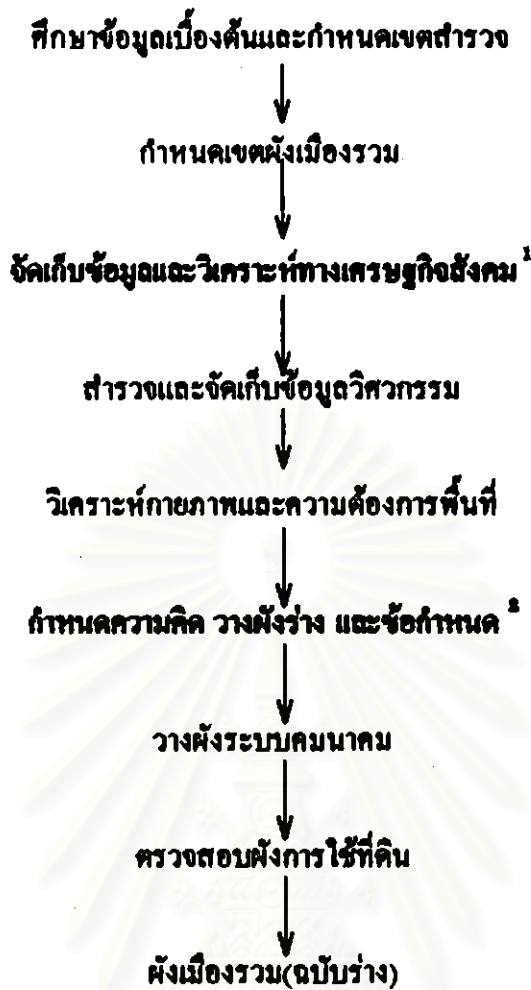 ศึกษาข้อมูลเบื้องต้นและกำหนดเขตสำรวจ
กำหนดเขตผังเมืองรวม
จัดเก็บข้อมูลและวิเคราะห์ทางเศรษฐกิจสังคม 1
สำรวจและจัดเก็บข้อมูลวิศวกรรม
วิเคราะห์กายภาพและความต้องการพื้นที่
กำหนดความคิด วางผังร่าง และข้อกำหนด 2
วางผังระบบคมนาคม
ตรวจสอบผังการใช้ที่ดิน
ผังเมืองรวม(ฉบับร่าง)